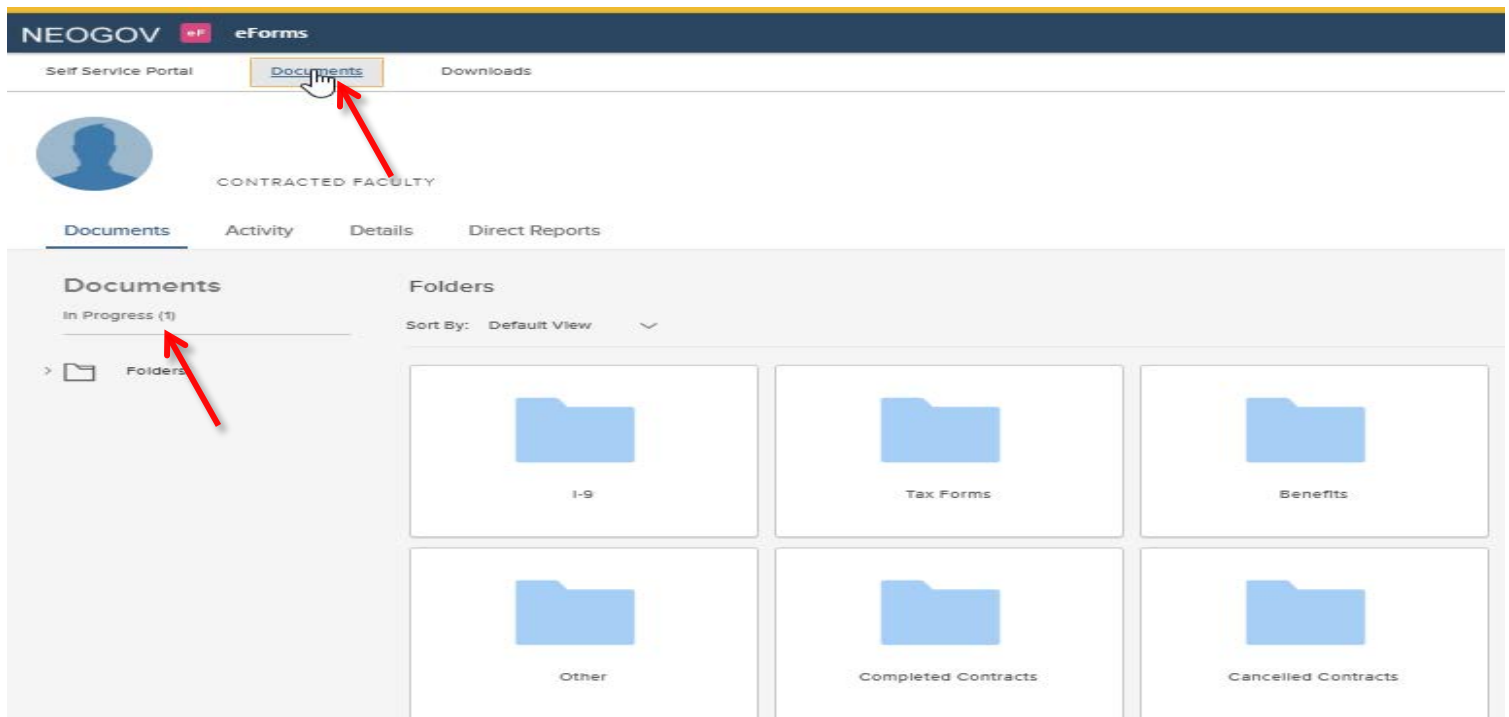 NEOGOV eF eForms
Self Service Portal Documents Downloads
CONTRACTED FACULTY
Documents Activity Details Direct Reports
Documents
In Progress (1)
Folders
Folders
Sort By: Default View
I-9 Tax Forms Benefits
Other Completed Contracts Cancelled Contracts